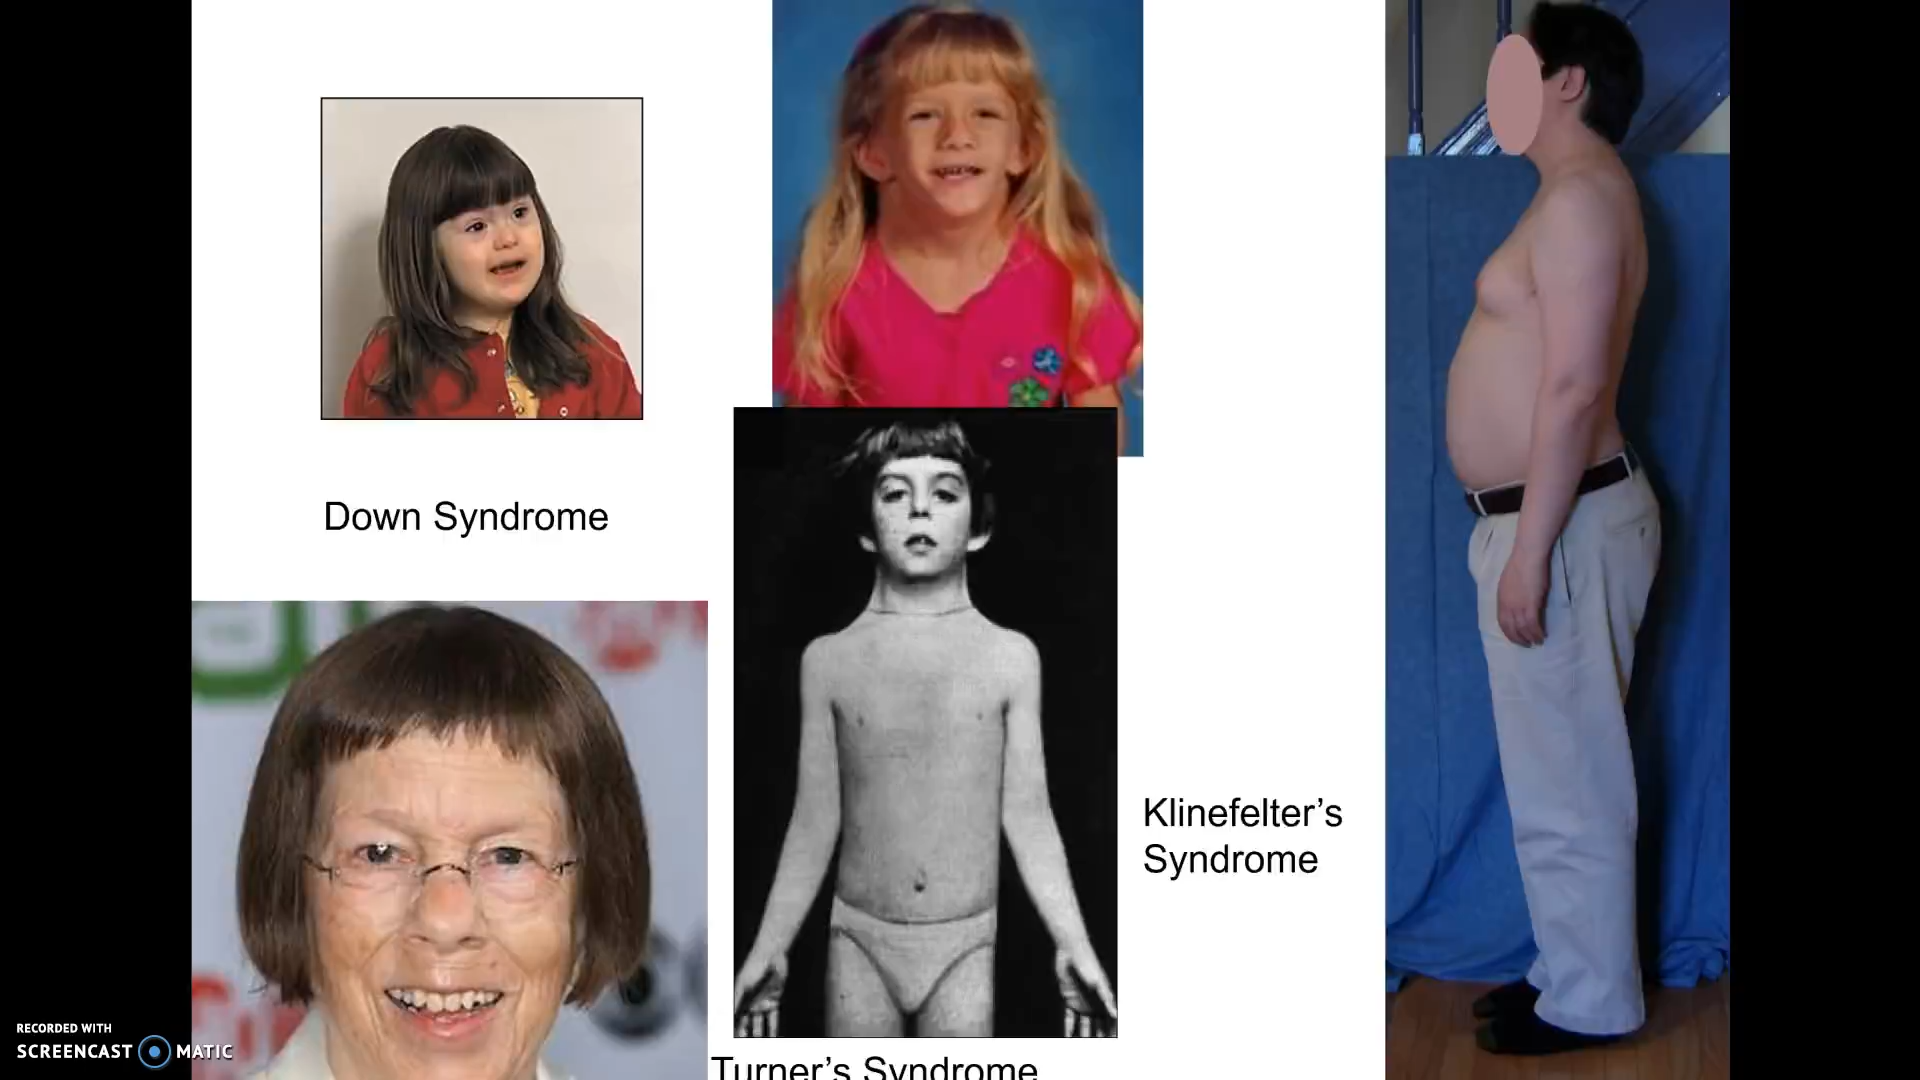 Down Syndrome
Klinefelter's
Syndrome
Turner's Syndrome
RECORDED WITH
SCREENCAST MATIC